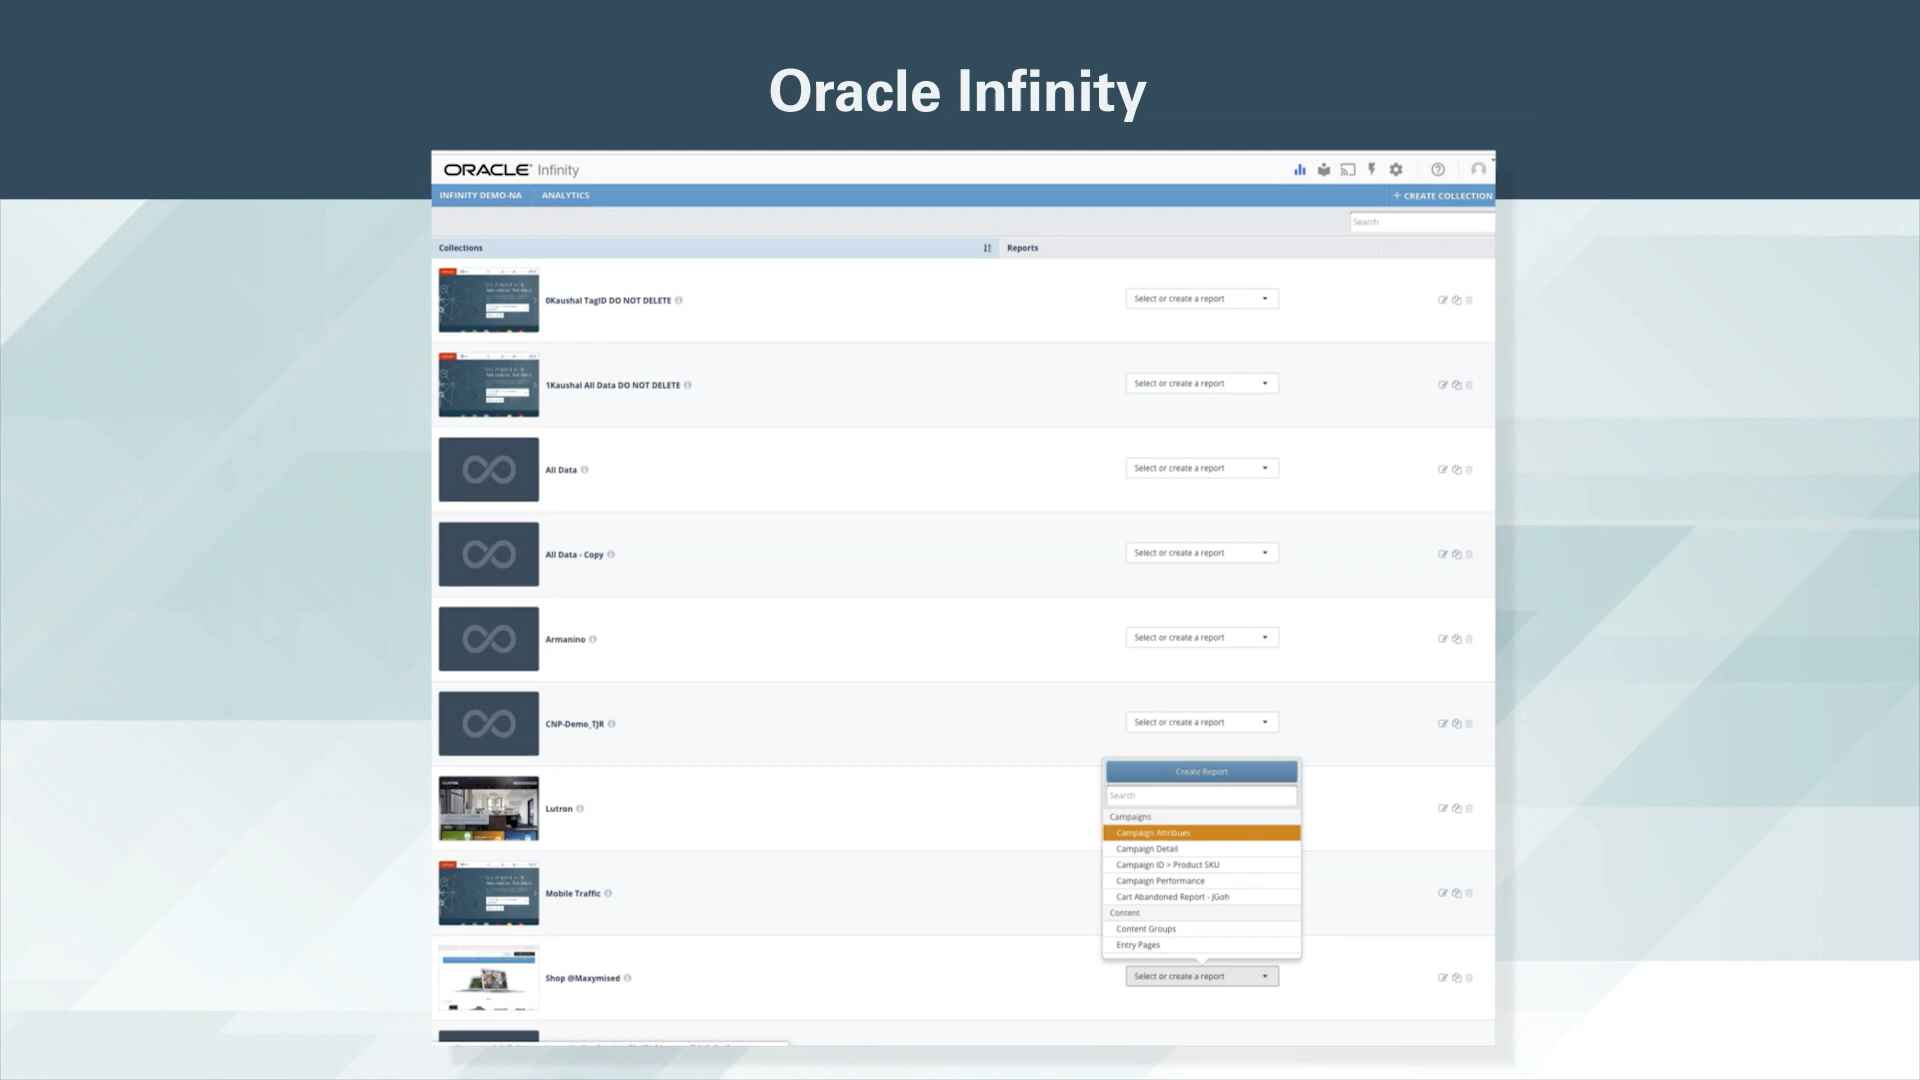 Oracle Infinity
ORACLE Infinity
INFINITY DEMO-NA ANALYTICS + CREATE COLLECTION
Search
Collections Reports
0Kaushal TagID DO NOT DELETE Select or create a report
1Kaushal All Data DO NOT DELETE Select or create a report
All Data Select or create a report
All Data - Copy Select or create a report
Armanino Select or create a report
CNP-Demo_TJR Select or create a report
Create Report
Search
Lutron
Campaigns
Campaign Attribues
Campaign Detail
Campaign ID > Product SKU
Campaign Performance
Mobile Traffic
Cart Abandoned Report - JGoh
Content
Content Groups
Entry Pages
Shop @Maxymised Select or create a report